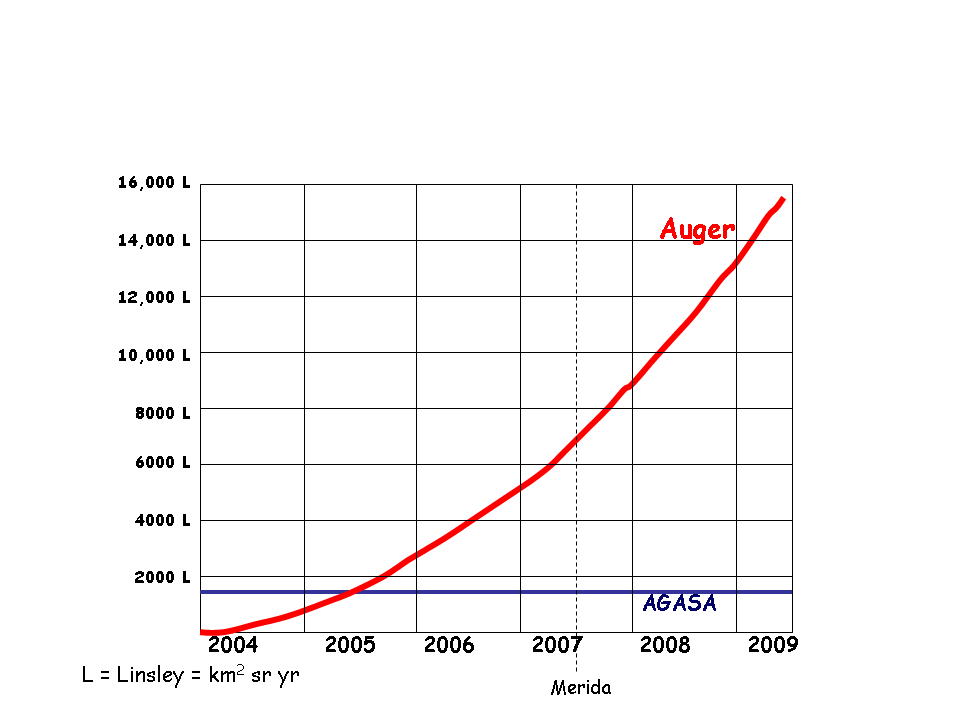 16,000 L
Auger
14,000 L
12,000 L
10,000 L
8000 L
6000 L
4000 L
2000 L
AGASA
2004 2005 2006 2007 2008 2009
L = Linsley = km² sr yr
Merida